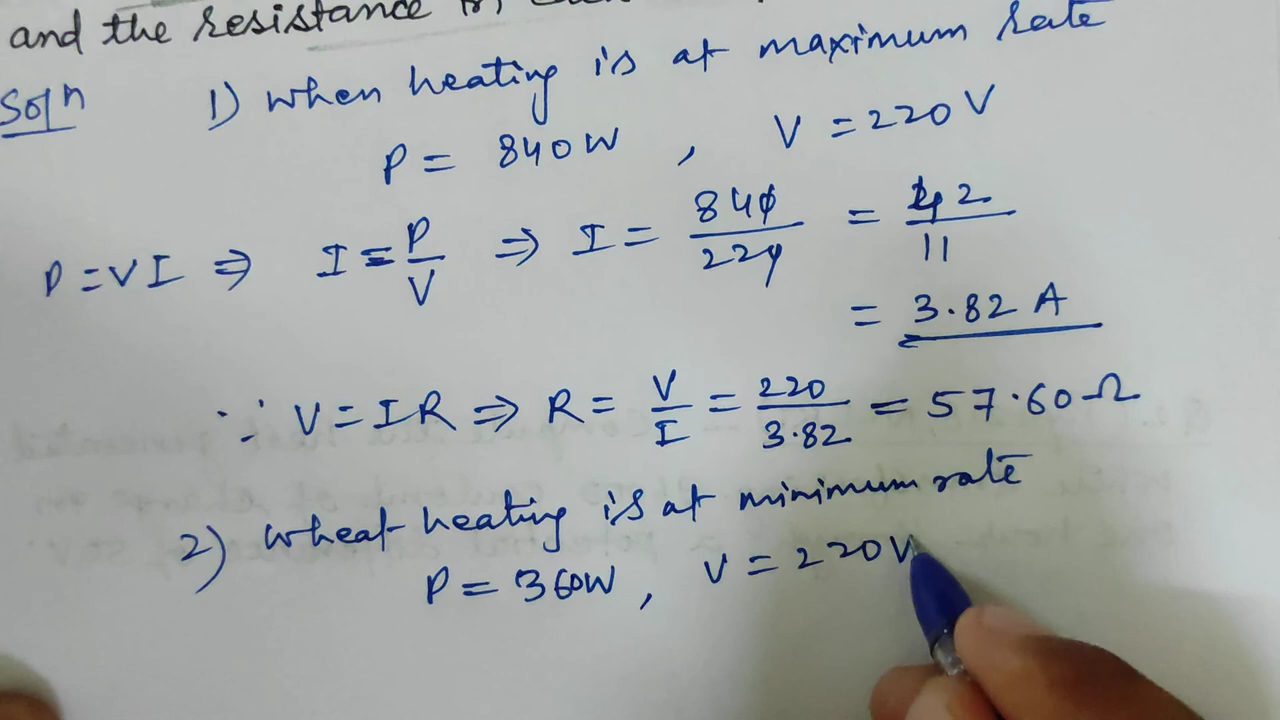 and the resistance in
Solⁿ 1) when heating is at maximum rate
P = 840W , V = 220 V
P = VI ⇒ I = P/V ⇒ I = 840/220 = 42/11
= 3.82 A
∵ V = IR ⇒ R = V/I = 220/3.82 = 57.60 Ω
2) wheat heating is at minimum rate
P = 360W , V = 220V